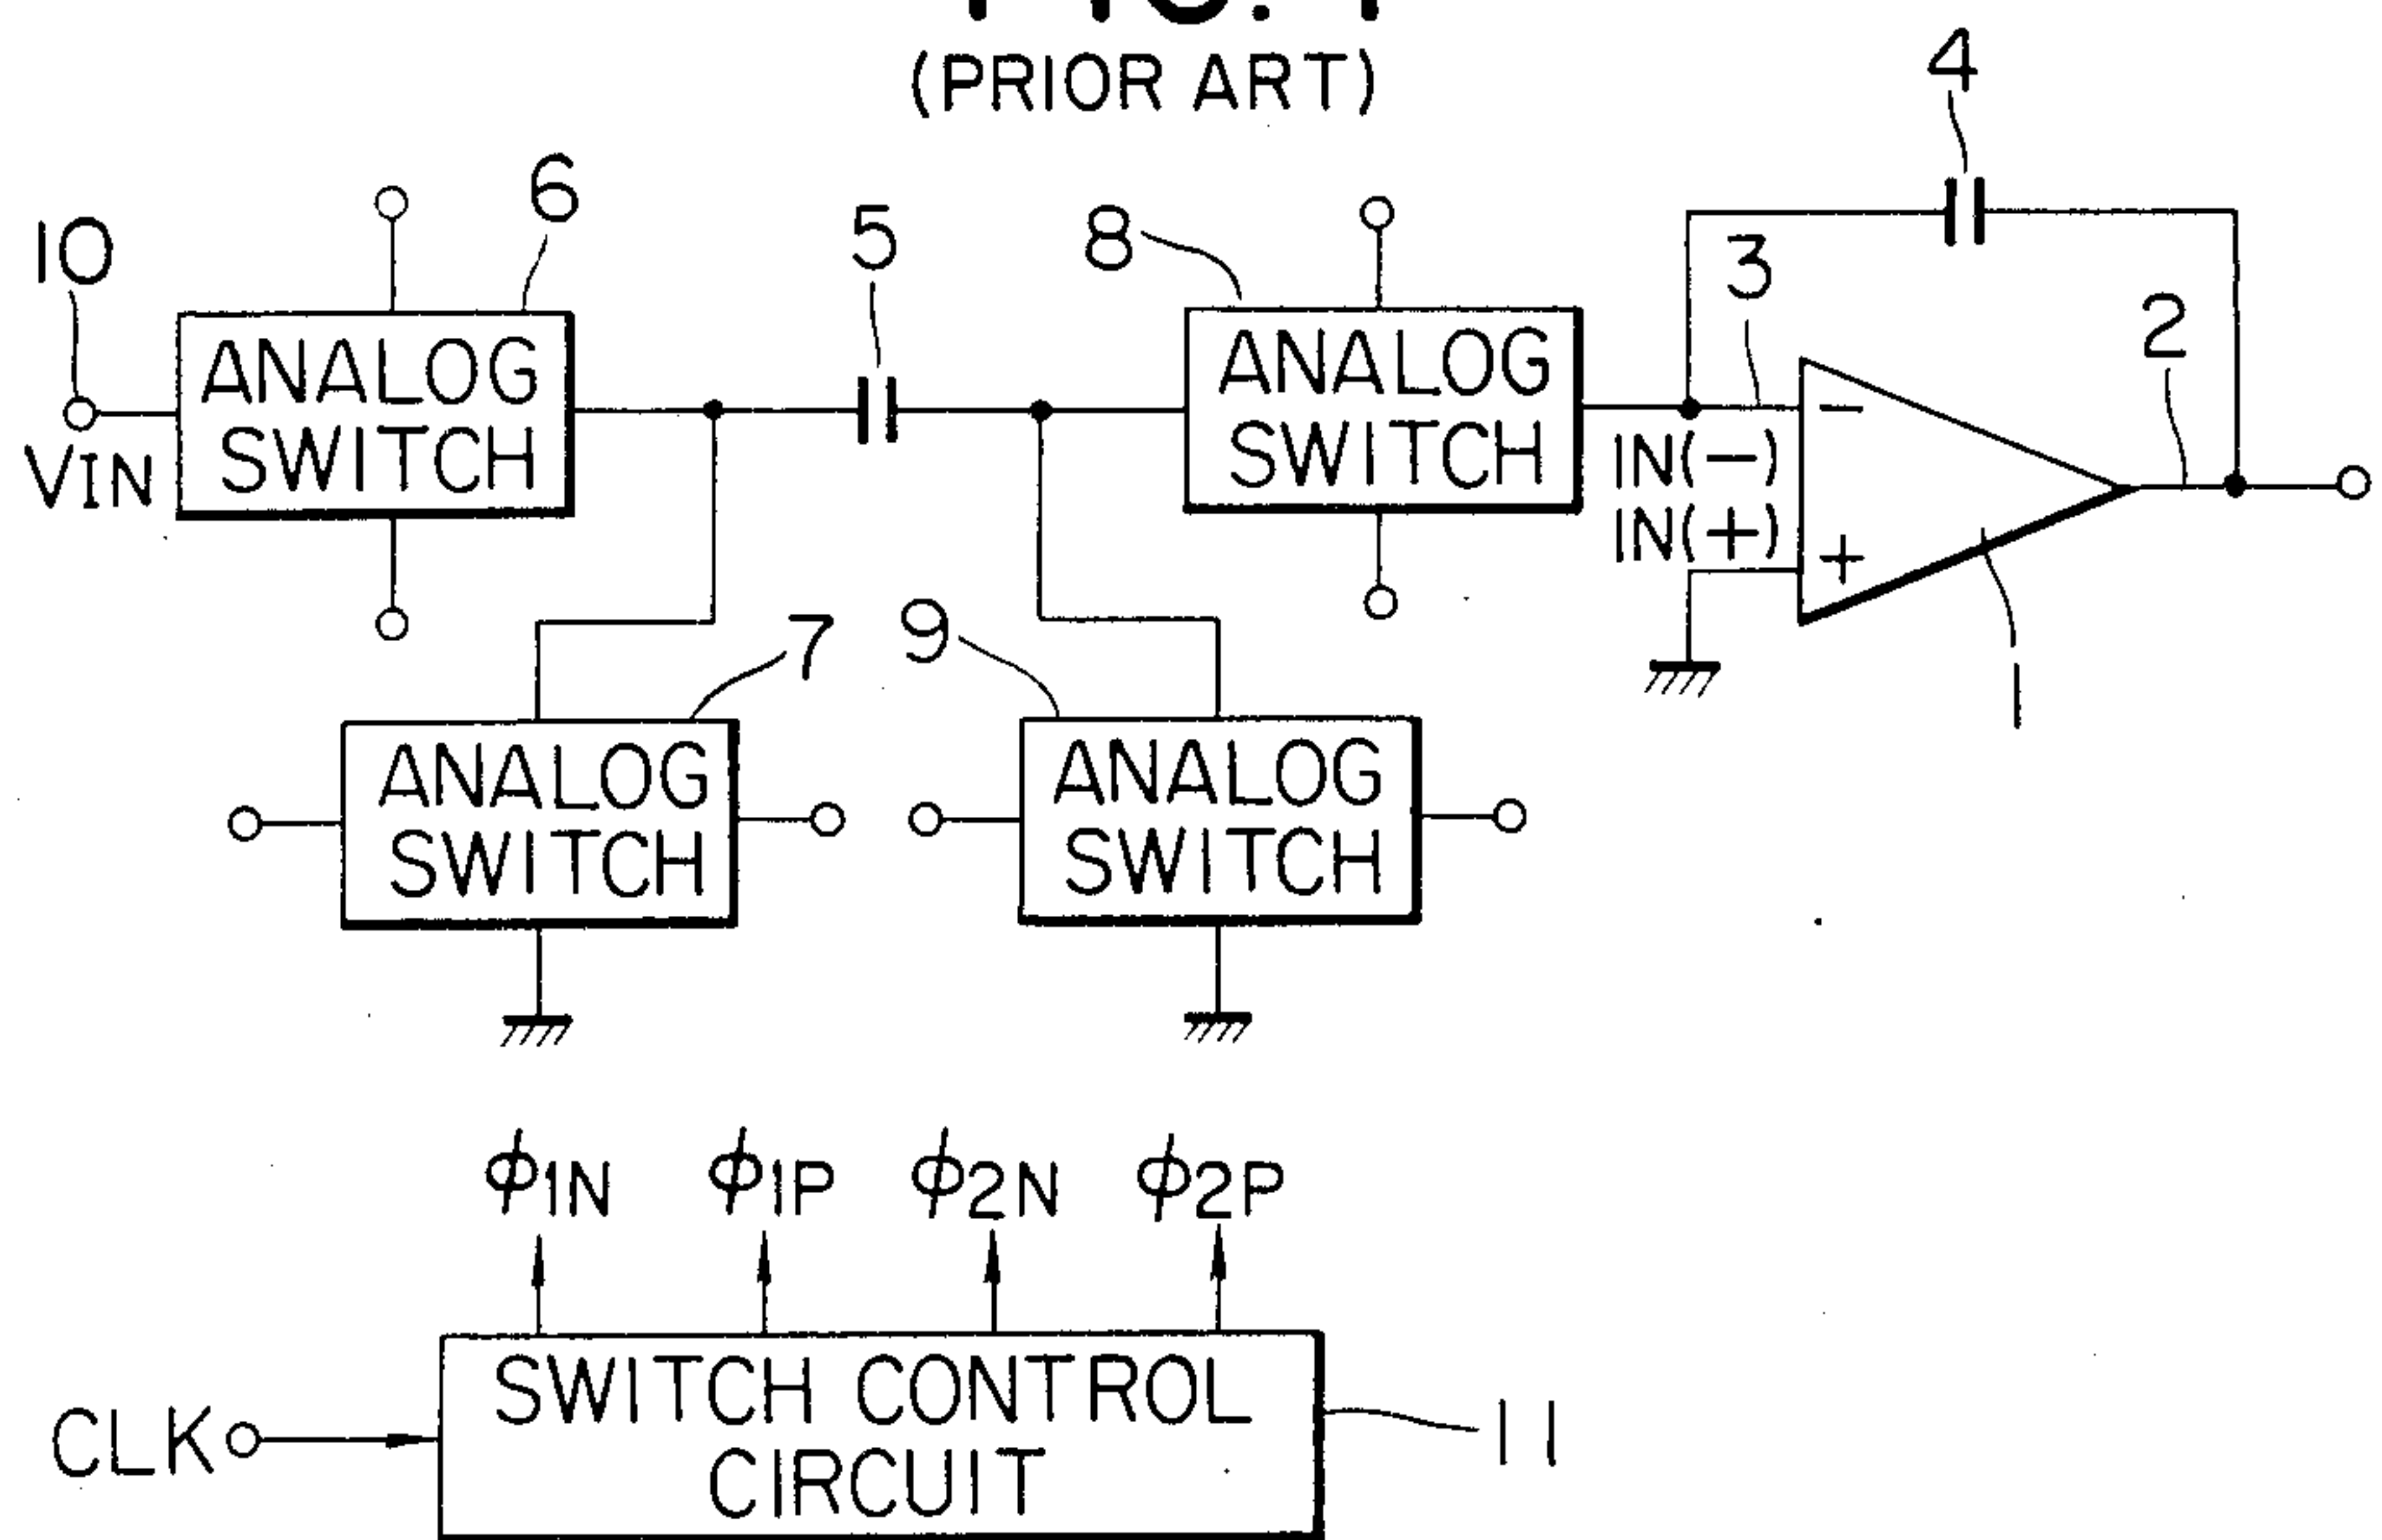 (PRIOR ART)
4
6
10
5
8
3
2
ANALOG
SWITCH
VIN
ANALOG
SWITCH
−
IN(−)
IN(+)
+
7
9
1
ANALOG
SWITCH
ANALOG
SWITCH
ϕ1N ϕ1P ϕ2N ϕ2P
SWITCH CONTROL
CIRCUIT
CLK
11